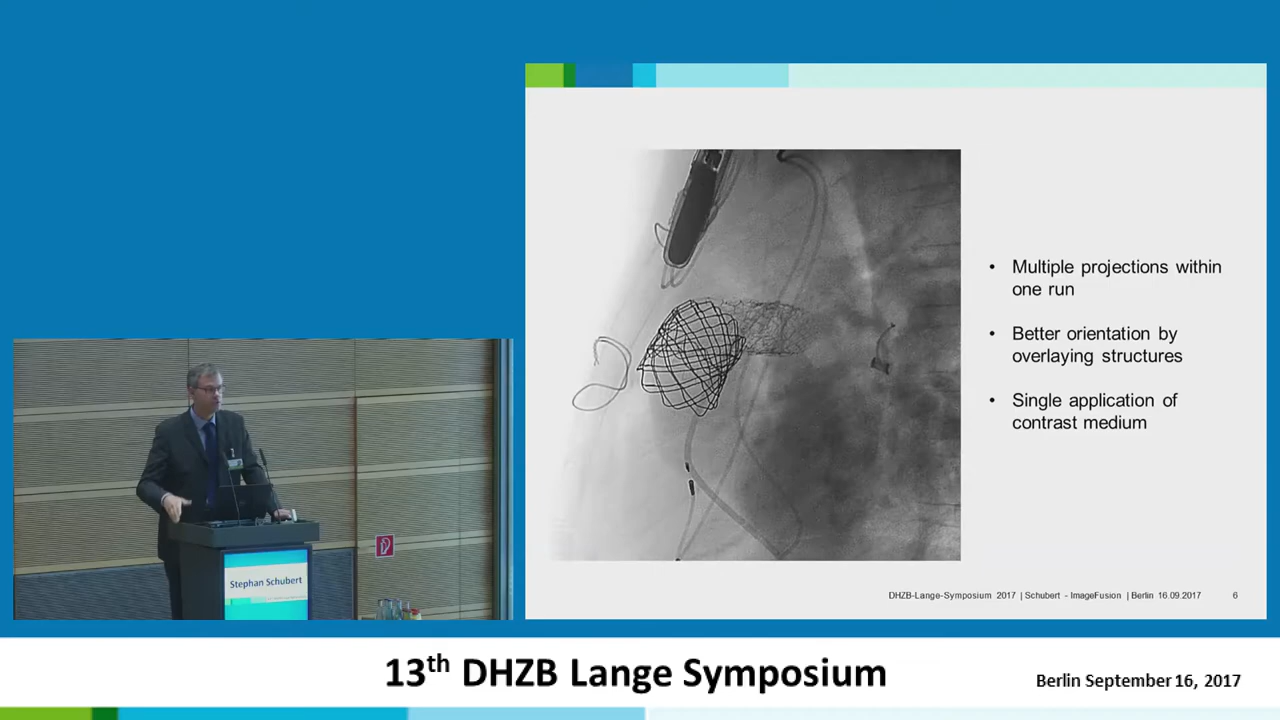 • Multiple projections within
one run
• Better orientation by
overlaying structures
• Single application of
contrast medium
DHZB-Lange-Symposium 2017 | Schubert - ImageFusion | Berlin 16.09.2017 6
Stephan Schubert
13th DHZB Lange Symposium
Berlin September 16, 2017